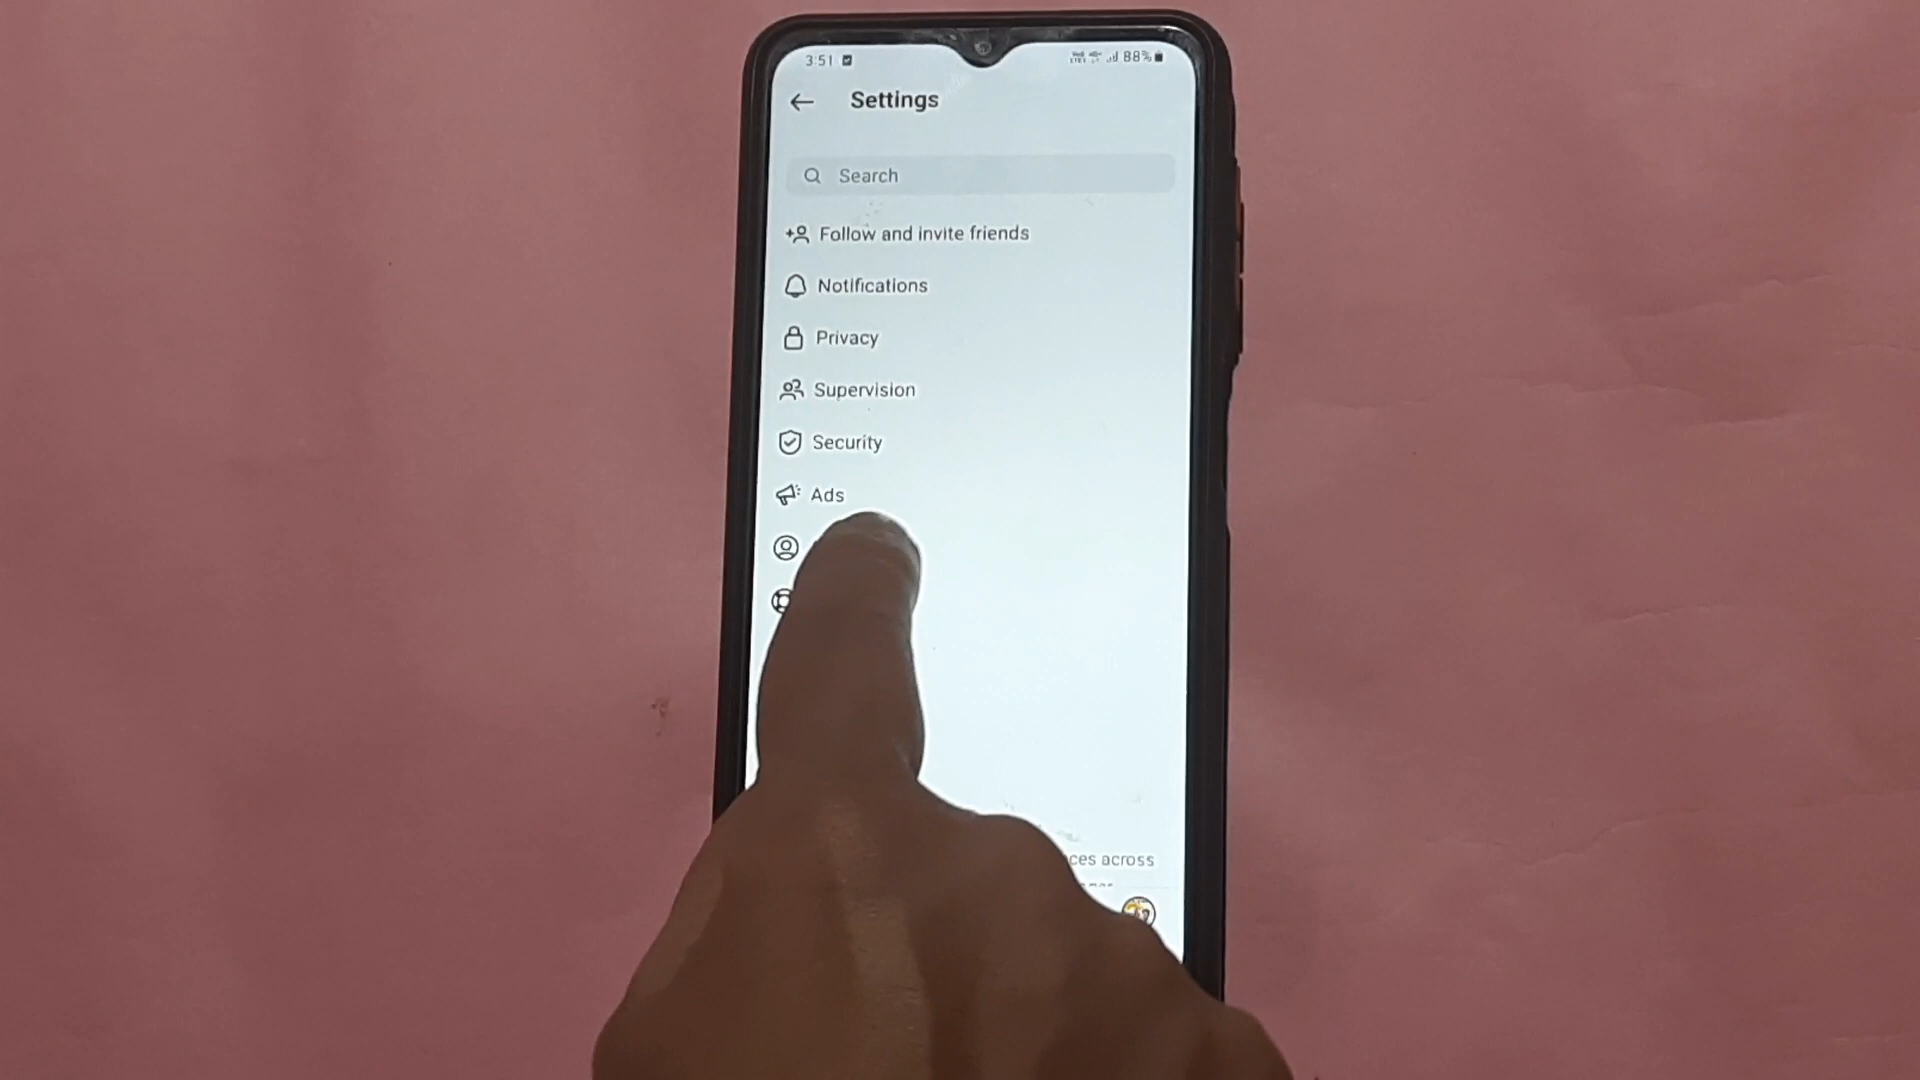 3:51 88%
Settings
Search
Follow and invite friends
Notifications
Privacy
Supervision
Security
Ads
ces across